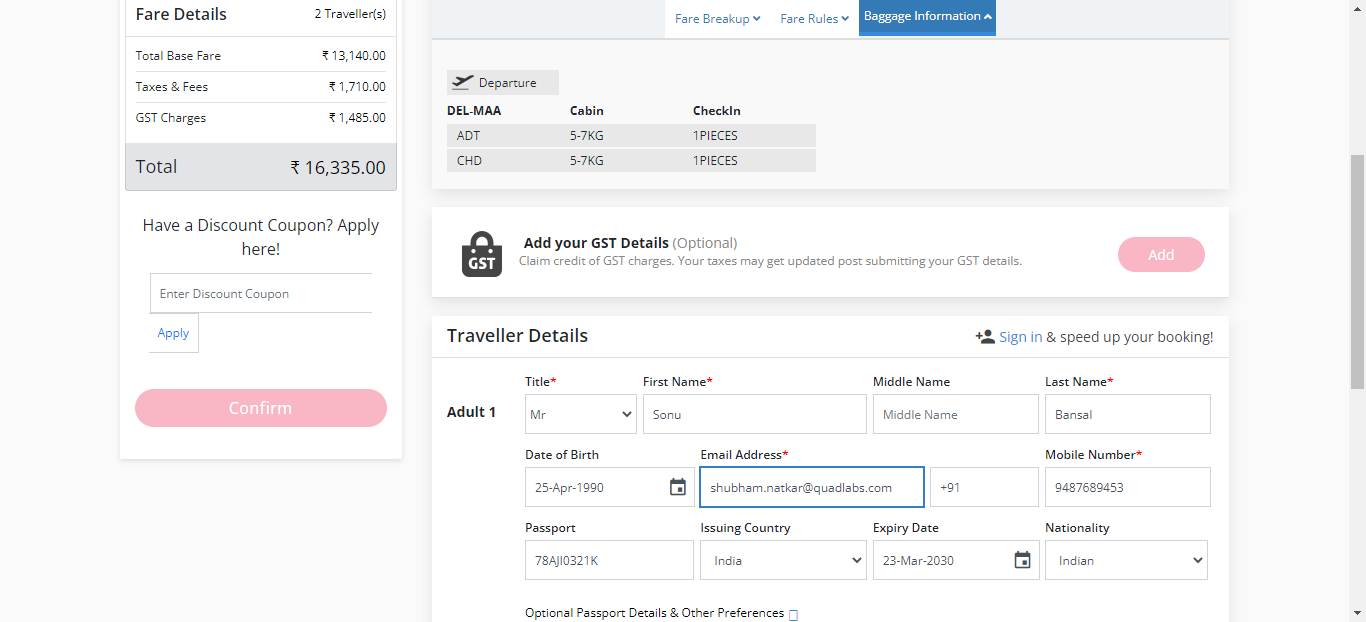 Fare Details 2 Traveller(s)
Total Base Fare ₹ 13,140.00
Taxes & Fees ₹ 1,710.00
GST Charges ₹ 1,485.00
Total ₹ 16,335.00
Have a Discount Coupon? Apply
here!
Enter Discount Coupon
Apply
Confirm
Fare Breakup Fare Rules Baggage Information
Departure
DEL-MAA Cabin CheckIn
ADT 5-7KG 1PIECES
CHD 5-7KG 1PIECES
GST
Add your GST Details (Optional)
Claim credit of GST charges. Your taxes may get updated post submitting your GST details.
Add
Traveller Details Sign in & speed up your booking!
Title* First Name* Middle Name Last Name*
Adult 1 Mr Sonu Middle Name Bansal
Date of Birth Email Address* Mobile Number*
25-Apr-1990 shubham.natkar@quadlabs.com +91 9487689453
Passport Issuing Country Expiry Date Nationality
78AJI0321K India 23-Mar-2030 Indian
Optional Passport Details & Other Preferences